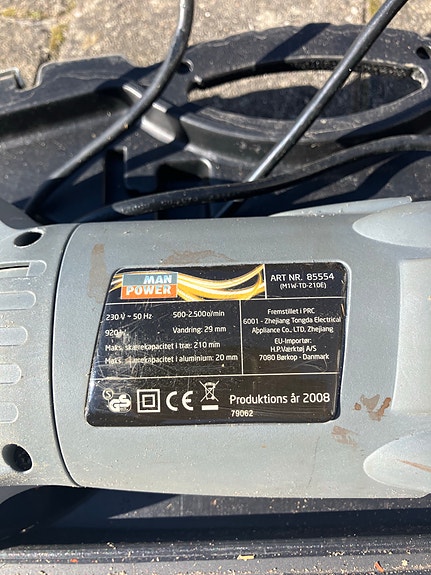 MAN
POWER
ART NR. 85554
(M1W-TD-210E)
230 V ~ 50 Hz
500-2.500o/min
920W
Vandring: 29 mm
Maks. skærekapacitet i træ: 210 mm
Maks. skærekapacitet i aluminium: 20 mm
Fremstillet i PRC
6001 - Zhejiang Tongda Electrical
Appliance Co., LTD, Zhejiang
EU-Importør:
H.P.Værktøj A/S
7080 Børkop - Danmark
GS
CE
Produktions år 2008
79062